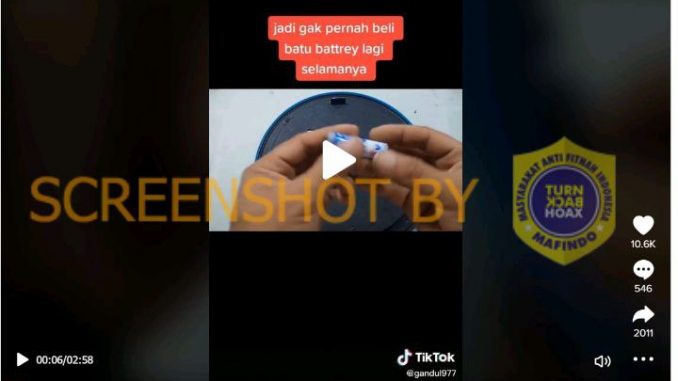 jadi gak pernah beli
batu battrey lagi
selamanya
SCREENSHOT BY
MASYARAKAT ANTI FITNAH INDONESIA
TURN
BACK
HOAX
MAFINDO
10.6K
546
2011
00:06/02:58
TikTok
@gandul977